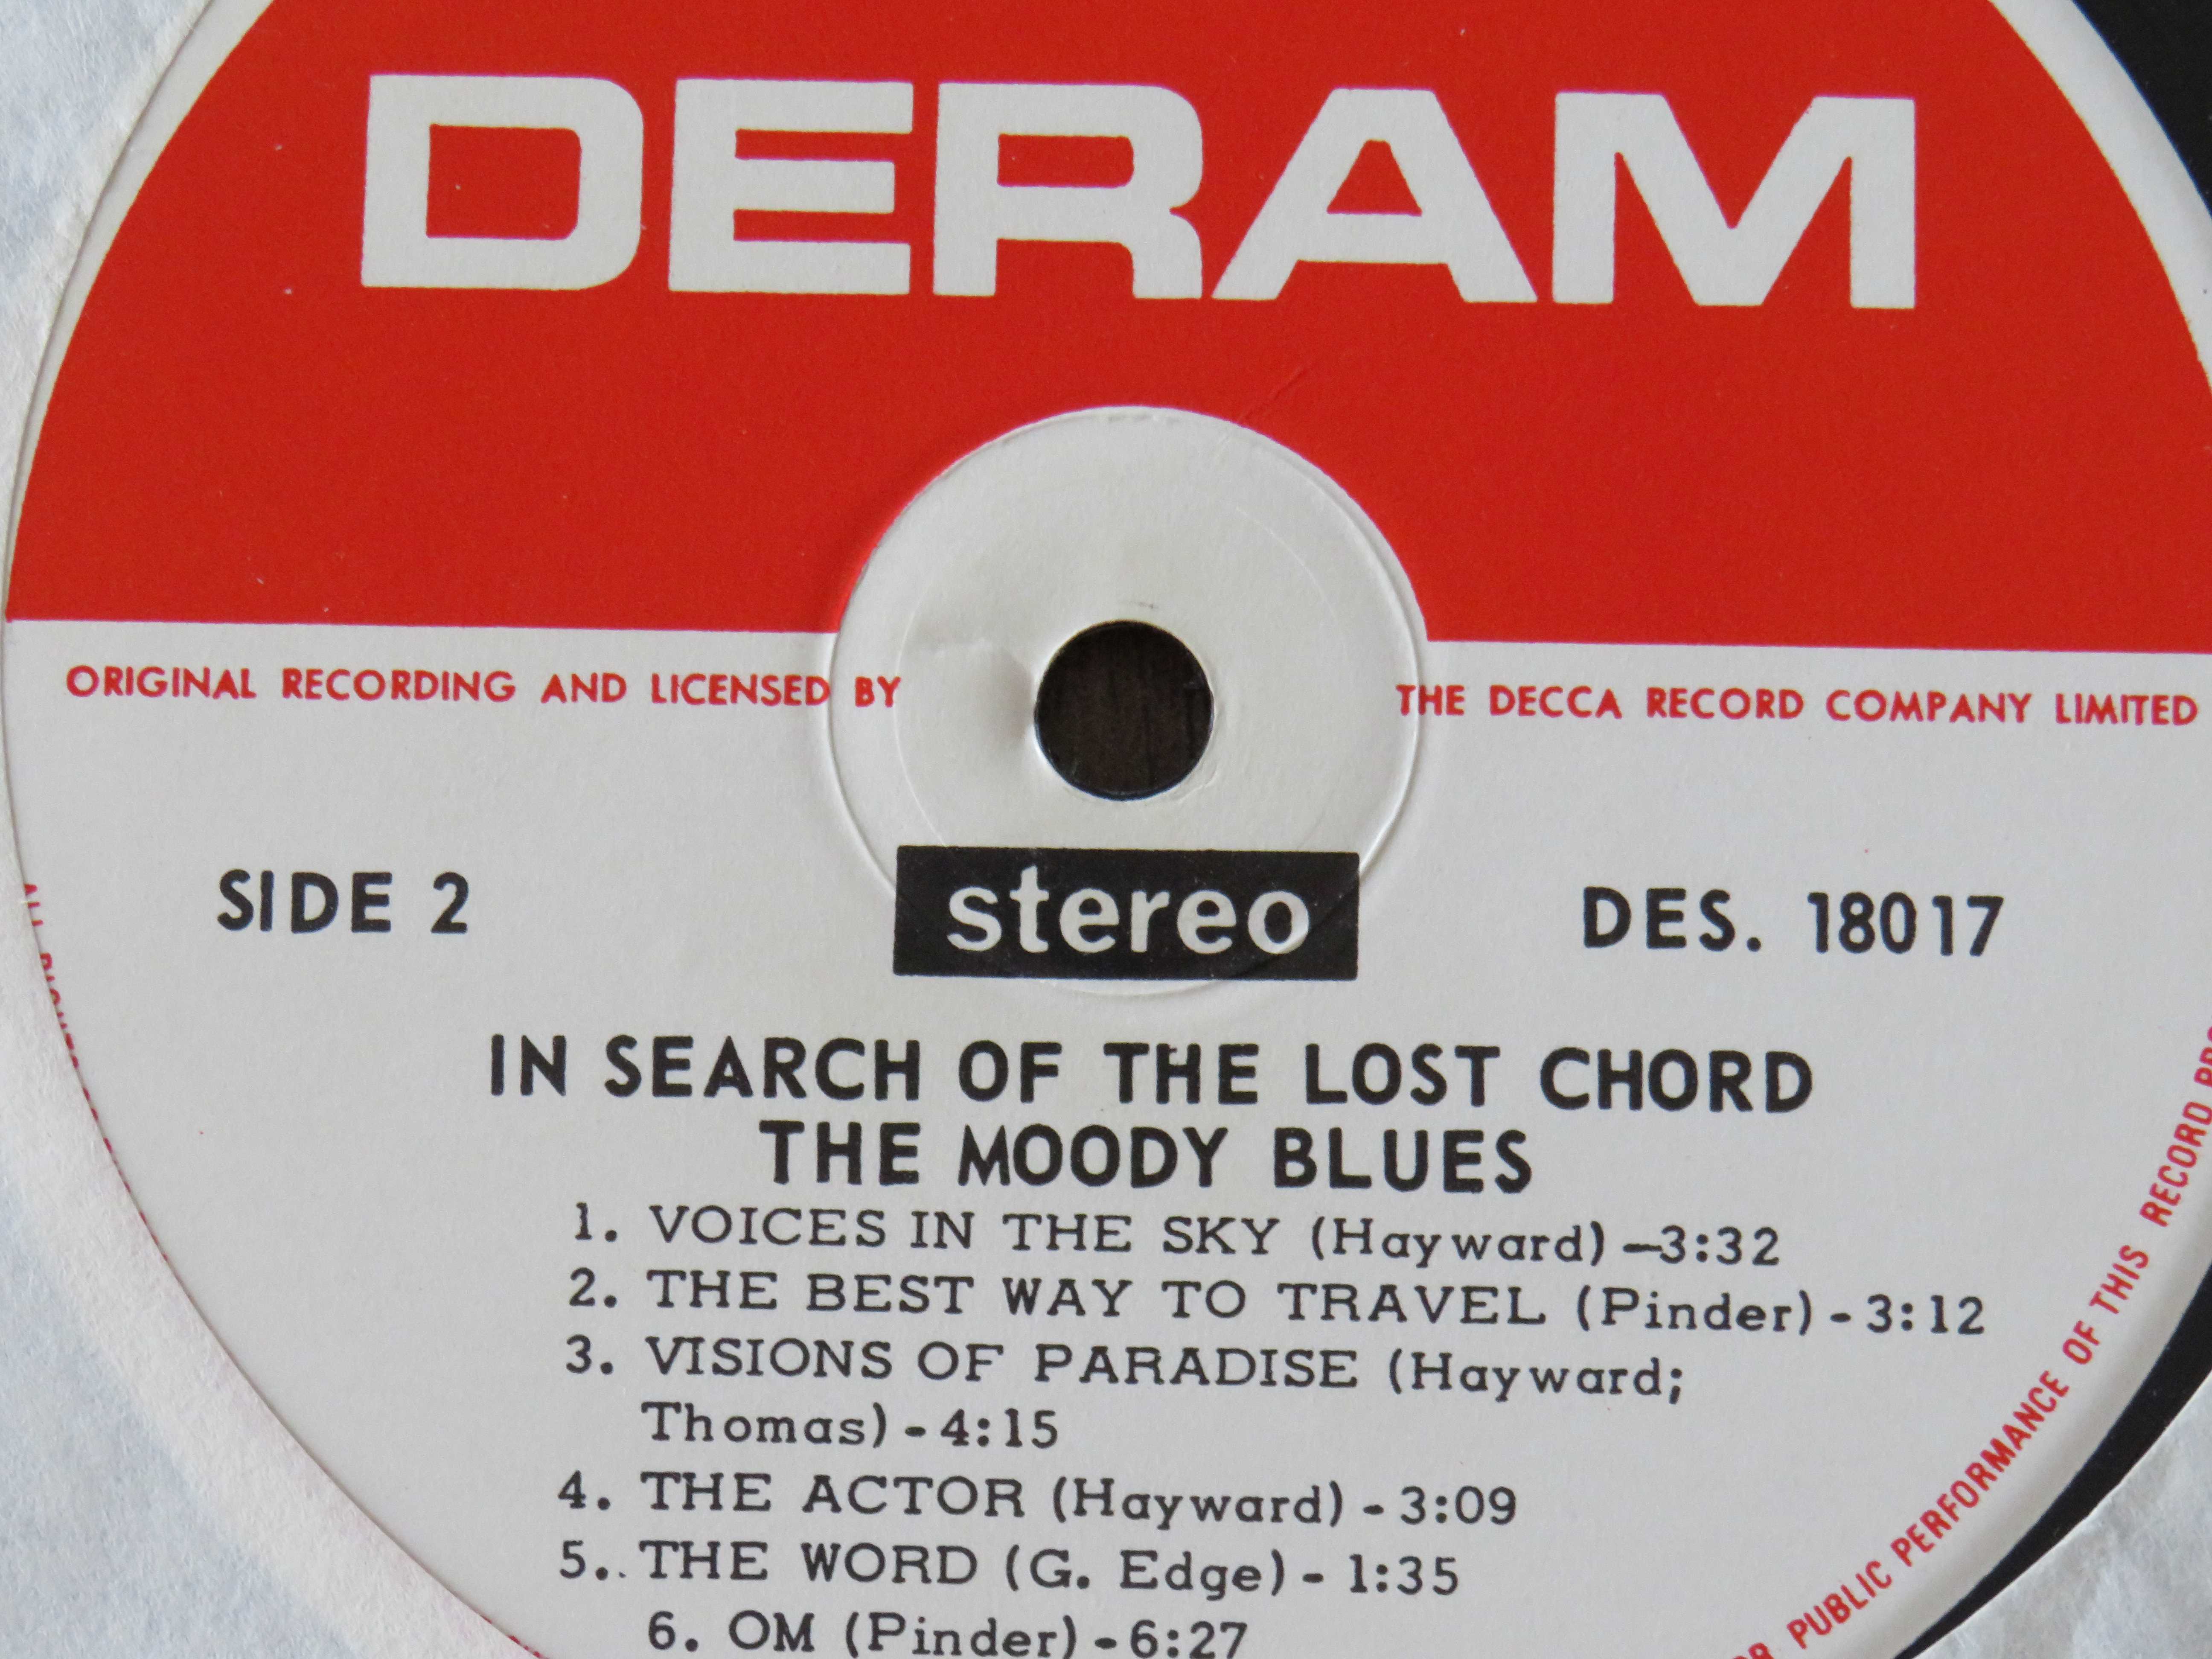 DERAM
ORIGINAL RECORDING AND LICENSED BY THE DECCA RECORD COMPANY LIMITED
SIDE 2
stereo
DES. 18017
IN SEARCH OF THE LOST CHORD
THE MOODY BLUES
1. VOICES IN THE SKY (Hayward) —3:32
2. THE BEST WAY TO TRAVEL (Pinder) - 3:12
3. VISIONS OF PARADISE (Hayward;
Thomas) - 4:15
4. THE ACTOR (Hayward) - 3:09
5.. THE WORD (G. Edge) - 1:35
6. OM (Pinder) - 6:27
ALL
PUBLIC PERFORMANCE OF THIS RECORD